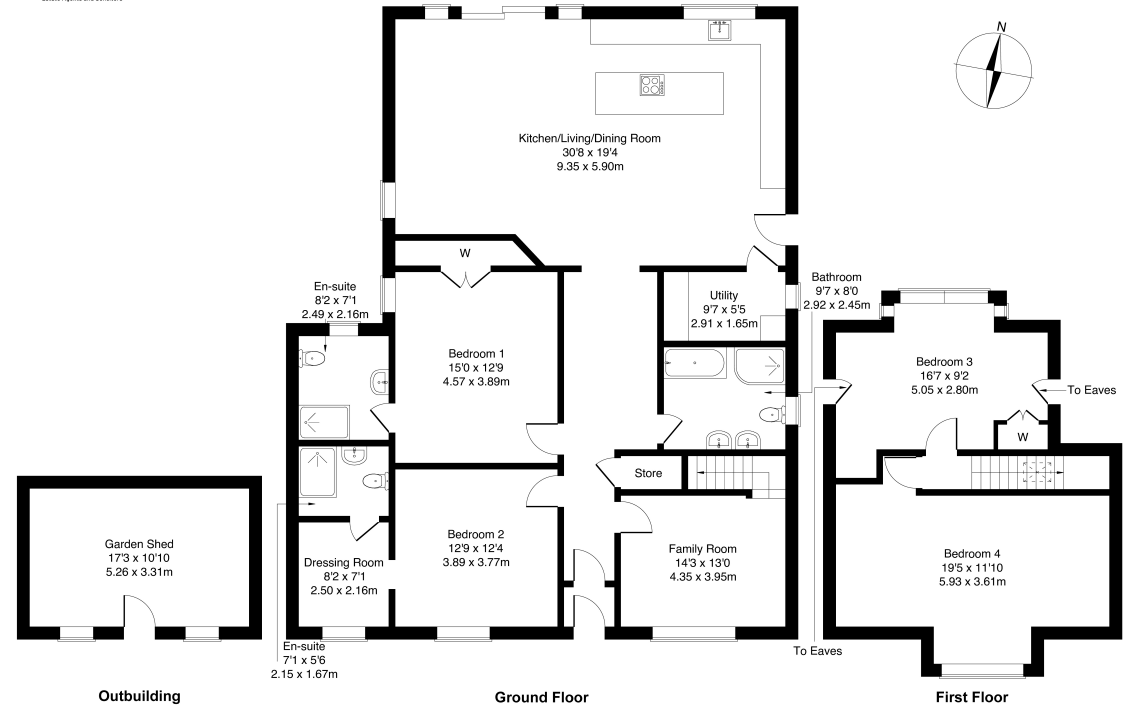 Estate Agents and Solicitors
N
Kitchen/Living/Dining Room
30'8 x 19'4
9.35 x 5.90m
W
En-suite
8'2 x 7'1
2.49 x 2.16m
Utility
9'7 x 5'5
2.91 x 1.65m
Bathroom
9'7 x 8'0
2.92 x 2.45m
Bedroom 1
15'0 x 12'9
4.57 x 3.89m
Bedroom 3
16'7 x 9'2
5.05 x 2.80m
To Eaves
W
Store
Garden Shed
17'3 x 10'10
5.26 x 3.31m
Dressing Room
8'2 x 7'1
2.50 x 2.16m
Bedroom 2
12'9 x 12'4
3.89 x 3.77m
Family Room
14'3 x 13'0
4.35 x 3.95m
Bedroom 4
19'5 x 11'10
5.93 x 3.61m
En-suite
7'1 x 5'6
2.15 x 1.67m
To Eaves
Outbuilding
Ground Floor
First Floor